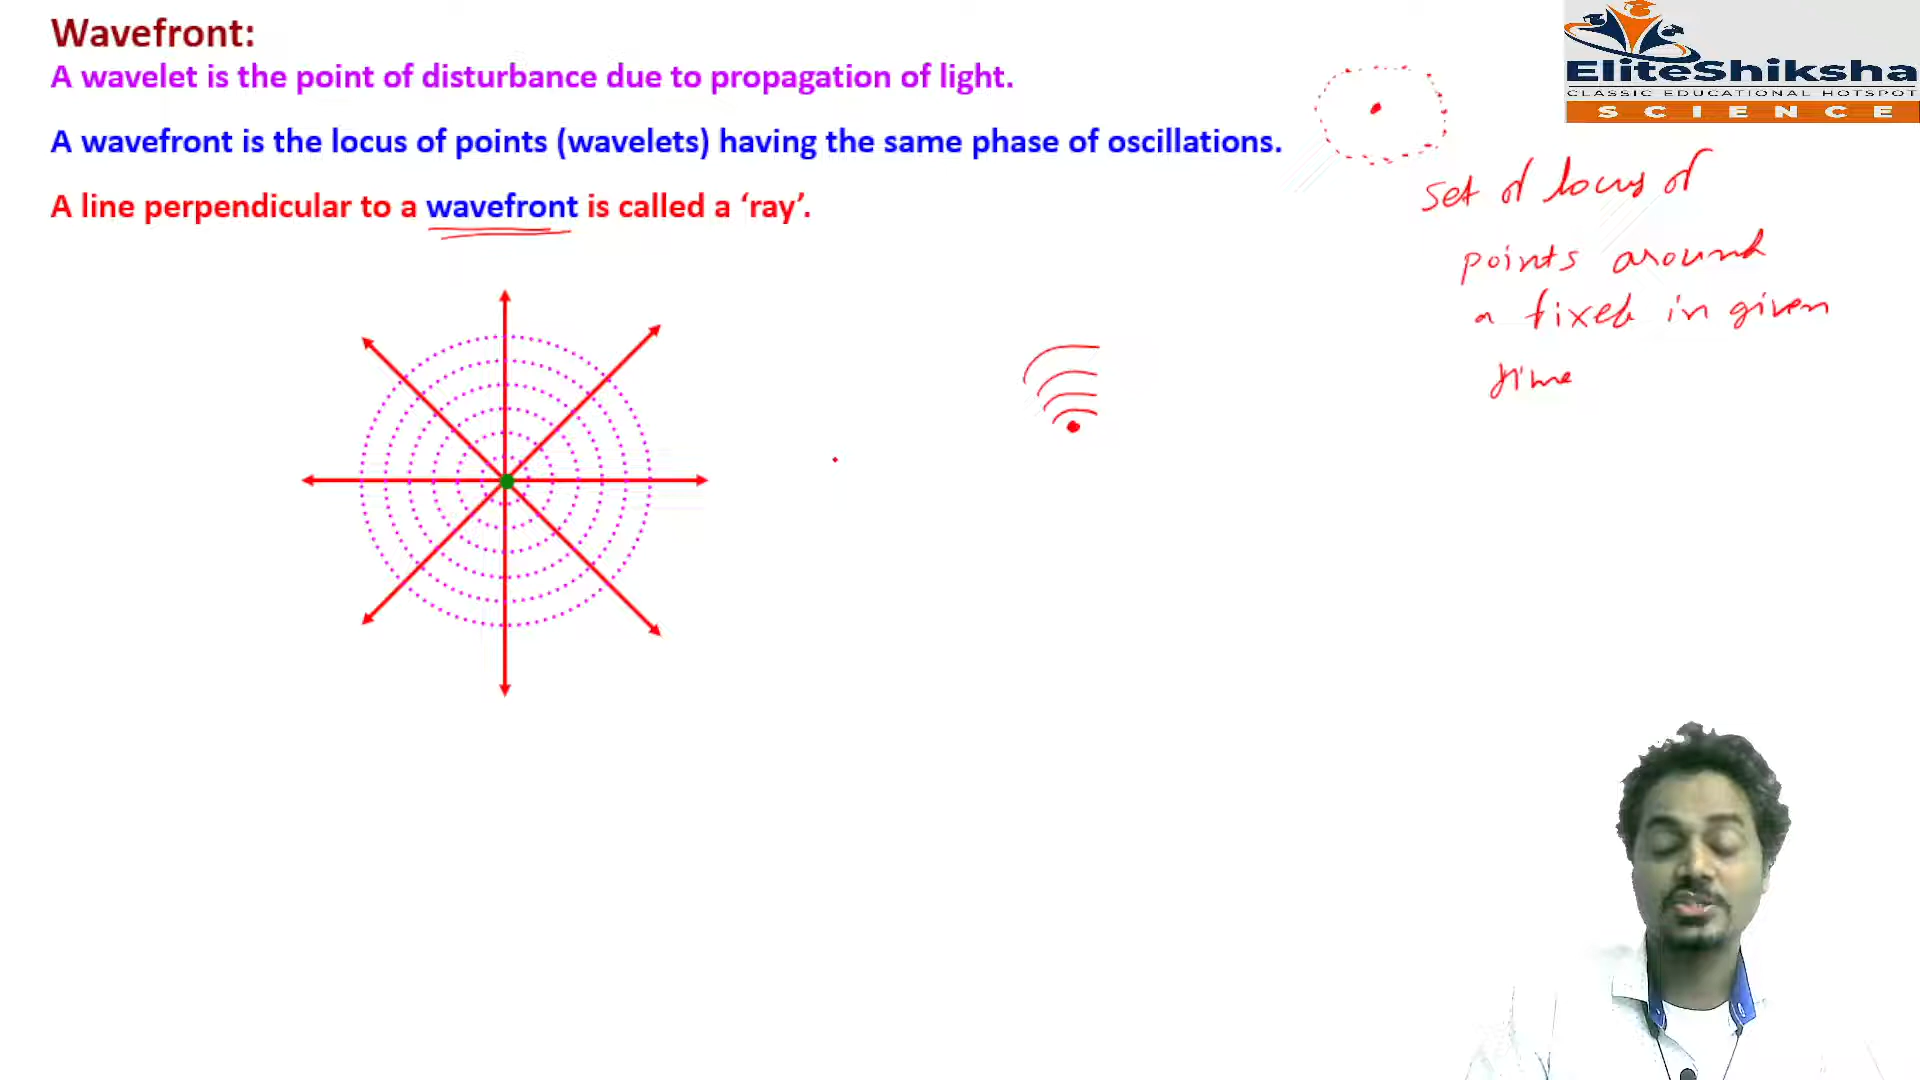 Wavefront:
A wavelet is the point of disturbance due to propagation of light.
A wavefront is the locus of points (wavelets) having the same phase of oscillations.
A line perpendicular to a wavefront is called a ‘ray’.
EliteShiksha
CLASSIC EDUCATIONAL HOTSPOT
SCIENCE
set of locus of
points around
a fixed in given
time